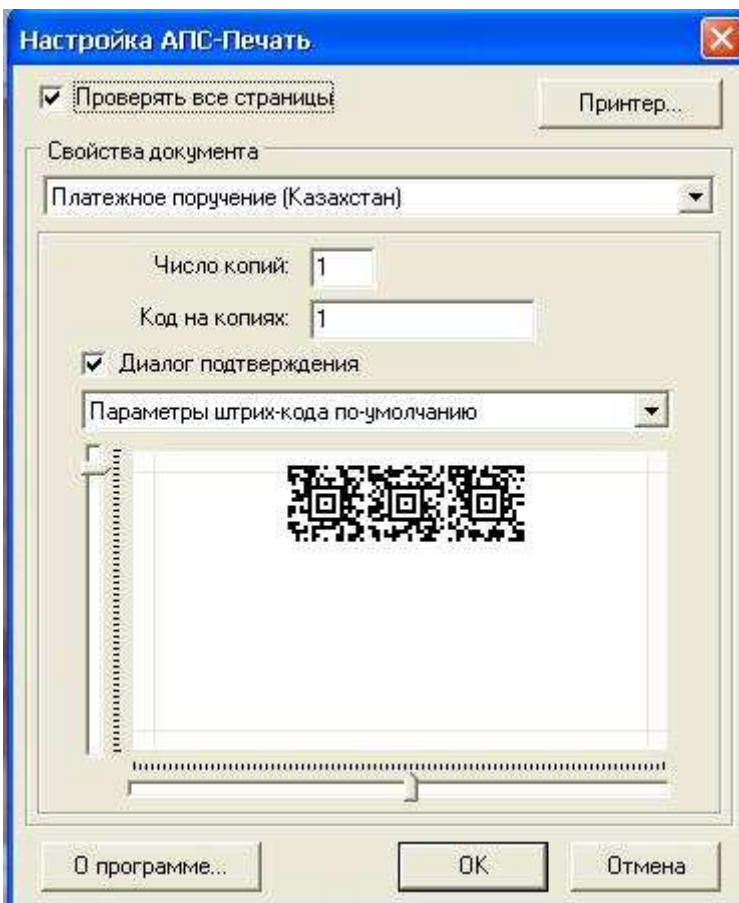 Настройка АПС-Печать
Проверять все страницы
Принтер...
Свойства документа
Платежное поручение (Казахстан)
Число копий: 1
Код на копиях: 1
Диалог подтверждения
Параметры штрих-кода по-умолчанию
О программе...
OK
Отмена